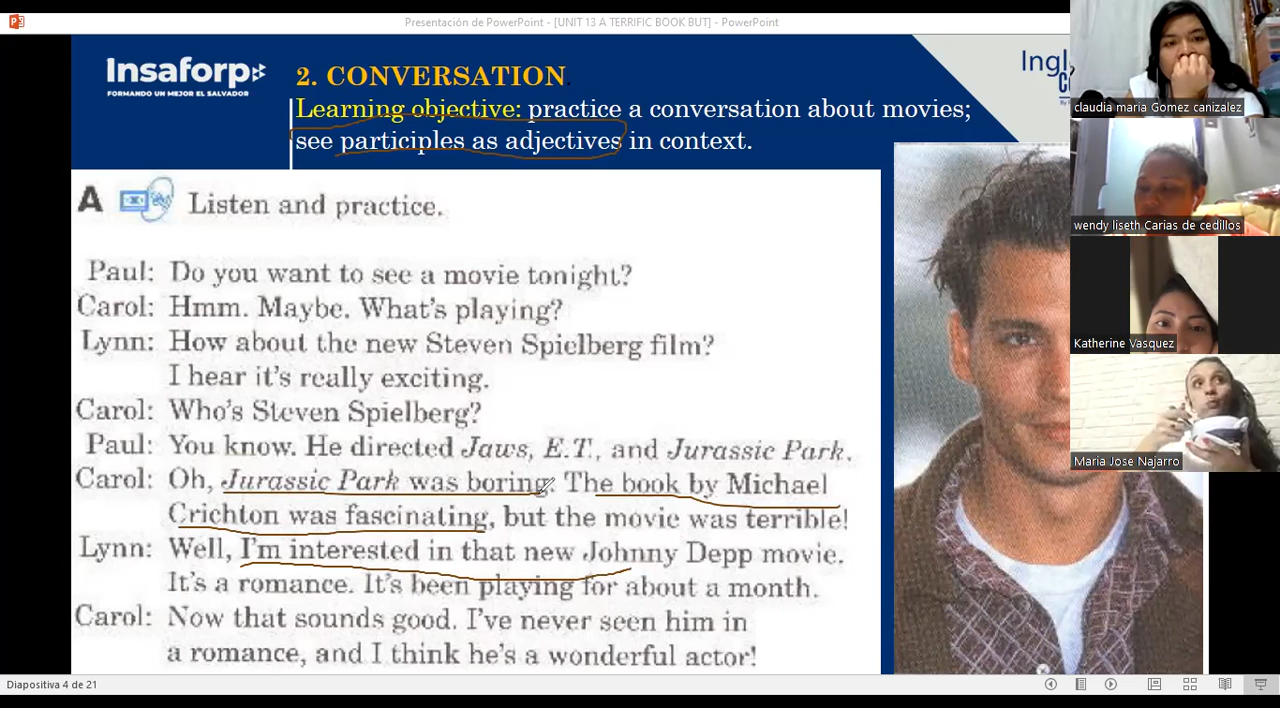 Presentación de PowerPoint - [UNIT 13 A TERRIFIC BOOK BUT] - PowerPoint
Insaforp
FORMANDO UN MEJOR EL SALVADOR
2. CONVERSATION
Learning objective: practice a conversation about movies;
see participles as adjectives in context.
Ingl
A Listen and practice.
Paul: Do you want to see a movie tonight?
Carol: Hmm. Maybe. What's playing?
Lynn: How about the new Steven Spielberg film?
I hear it's really exciting.
Carol: Who's Steven Spielberg?
Paul: You know. He directed Jaws, E.T., and Jurassic Park.
Carol: Oh, Jurassic Park was boring. The book by Michael
Crichton was fascinating, but the movie was terrible!
Lynn: Well, I'm interested in that new Johnny Depp movie.
It's a romance. It's been playing for about a month.
Carol: Now that sounds good. I've never seen him in
a romance, and I think he's a wonderful actor!
claudia maria Gomez canizalez
wendy liseth Carias de cedillos
Katherine Vasquez
Maria Jose Najarro
Diapositiva 4 de 21